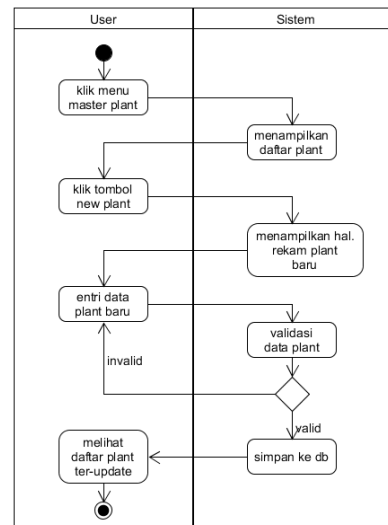 User
Sistem
klik menu
master plant
menampilkan
daftar plant
klik tombol
new plant
menampilkan hal.
rekam plant
baru
entri data
plant baru
validasi
data plant
invalid
valid
melihat
daftar plant
ter-update
simpan ke db